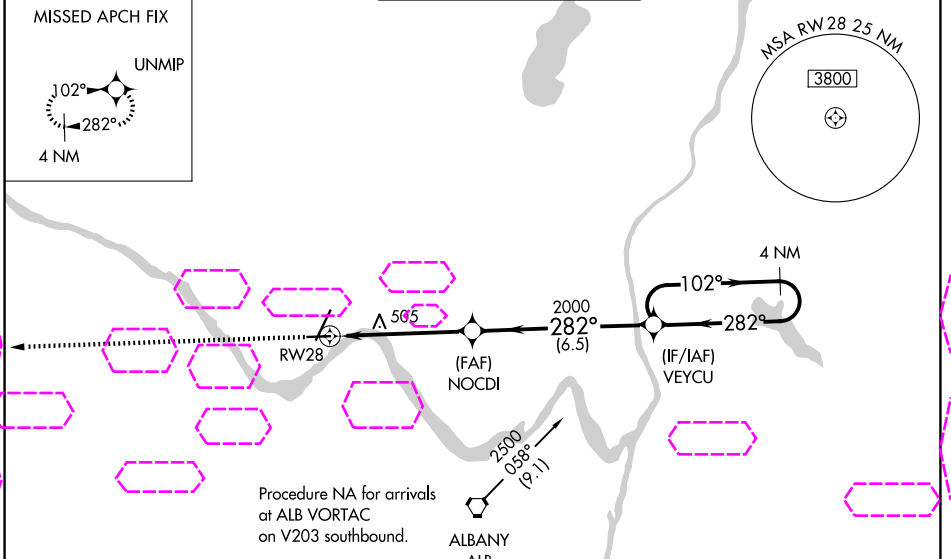 MISSED APCH FIX
UNMIP
102°
282°
4 NM
MSA RW 28 25 NM
3800
4 NM
102°
505
2000
282°
(6.5)
282°
RW28
(FAF)
NOCDI
(IF/IAF)
VEYCU
2500
058°
(9.1)
Procedure NA for arrivals
at ALB VORTAC
on V203 southbound.
ALBANY
ALB